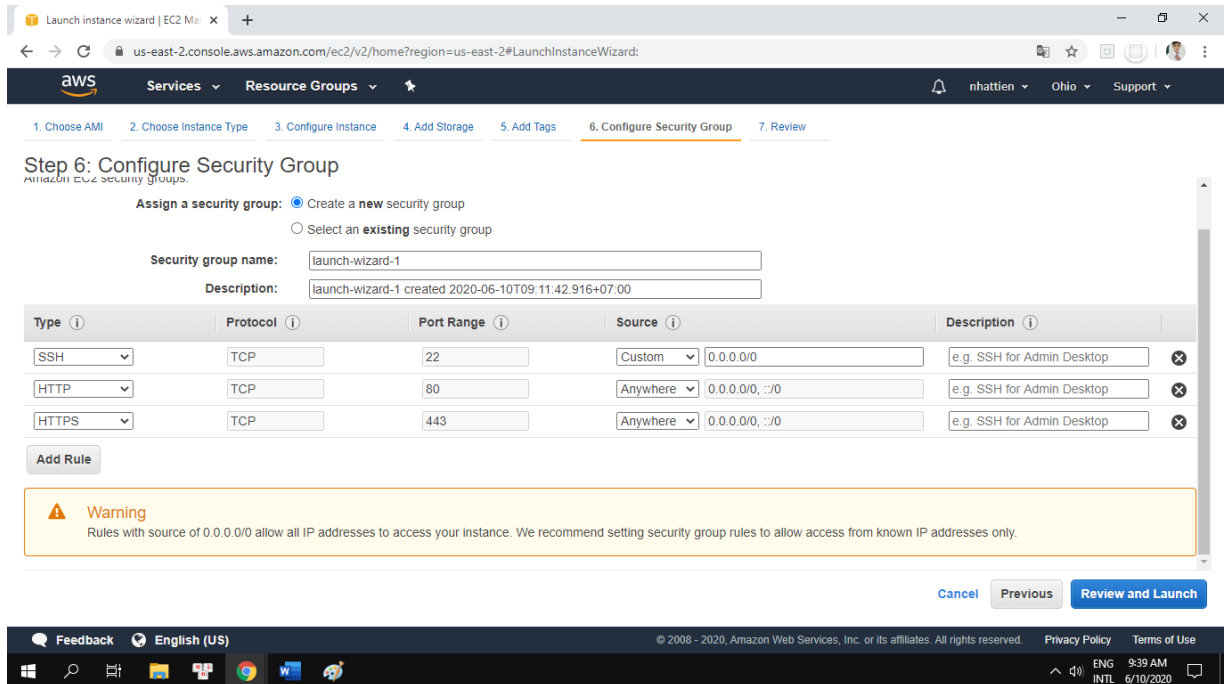 Launch instance wizard | EC2 Ma
us-east-2.console.aws.amazon.com/ec2/v2/home?region=us-east-2#LaunchInstanceWizard:
aws Services Resource Groups nhattien Ohio Support
1. Choose AMI 2. Choose Instance Type 3. Configure Instance 4. Add Storage 5. Add Tags 6. Configure Security Group 7. Review
Step 6: Configure Security Group
Amazon EC2 security groups.
Assign a security group: Create a new security group
Select an existing security group
Security group name: launch-wizard-1
Description: launch-wizard-1 created 2020-06-10T09:11:42.916+07:00
Type Protocol Port Range Source Description
SSH TCP 22 Custom 0.0.0.0/0 e.g. SSH for Admin Desktop
HTTP TCP 80 Anywhere 0.0.0.0/0, ::/0 e.g. SSH for Admin Desktop
HTTPS TCP 443 Anywhere 0.0.0.0/0, ::/0 e.g. SSH for Admin Desktop
Add Rule
Warning
Rules with source of 0.0.0.0/0 allow all IP addresses to access your instance. We recommend setting security group rules to allow access from known IP addresses only.
Cancel Previous Review and Launch
Feedback English (US) © 2008 - 2020, Amazon Web Services, Inc. or its affiliates. All rights reserved. Privacy Policy Terms of Use
ENG 9:39 AM
INTL 6/10/2020